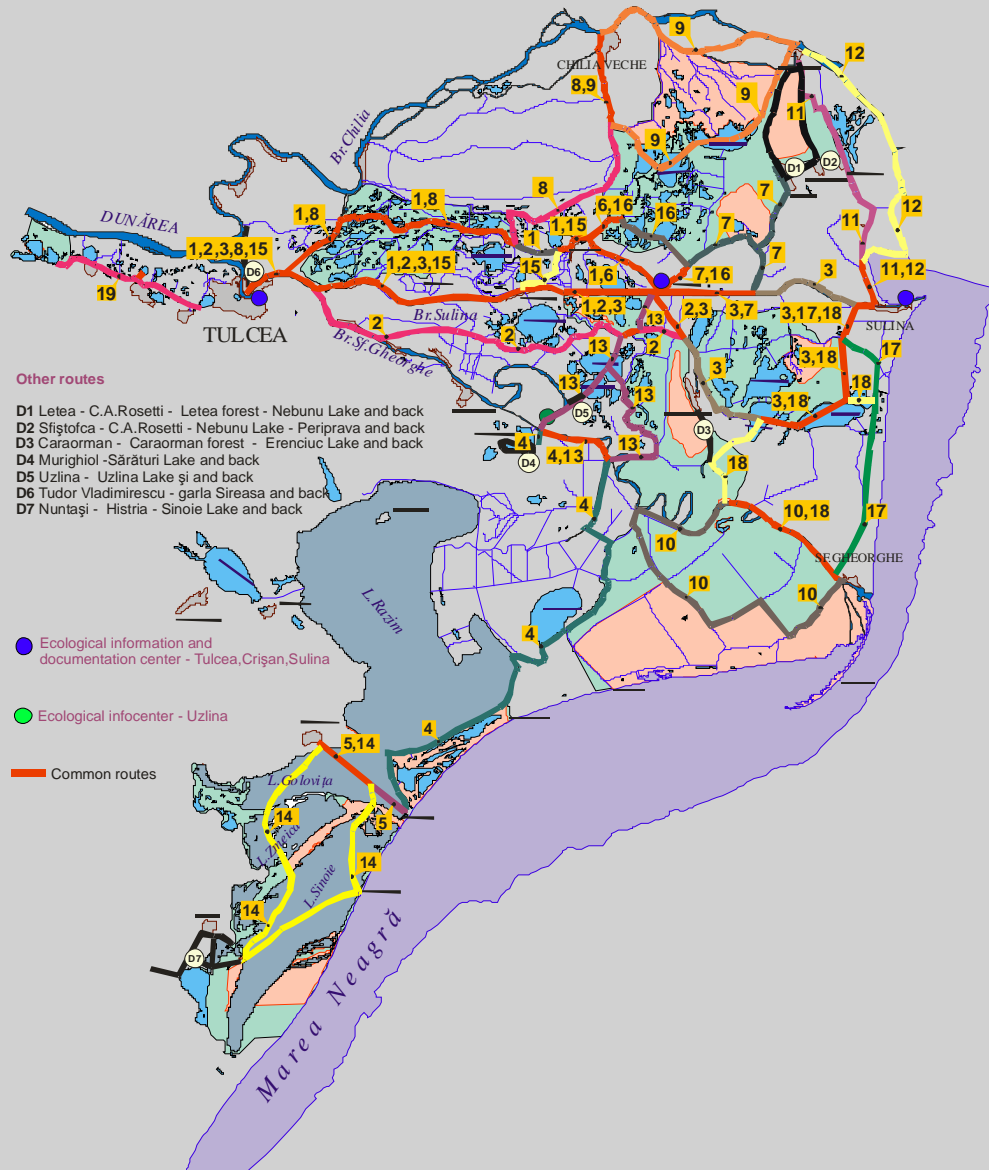 9
12
CHILIA VECHE
8,9
9
11
Br.Chilia
9
D1
D2
8
7
1,8
1,8
6,16
16
12
DUNĂREA
1,15
7
11
1
1,2,3,8,15
7
1,2,3,15
15
11,12
D6
1,6
7,16
3
19
1,2,3
2,3
3,7
3,17,18
TULCEA
Br.Sulina
SULINA
2
2
13
2
Br.Sf.Gheorghe
13
3,18
17
3
Other routes
13
18
13
3,18
D1 Letea - C.A.Rosetti - Letea forest - Nebunu Lake and back
D2 Sfiştofca - C.A.Rosetti - Nebunu Lake - Periprava and back
D3 Caraorman - Caraorman forest - Erenciuc Lake and back
D4 Murighiol -Sărături Lake and back
D5 Uzlina - Uzlina Lake şi and back
D6 Tudor Vladimirescu - garla Sireasa and back
D7 Nuntaşi - Histria - Sinoie Lake and back
D5
D3
4
4,13
13
D4
18
4
10,18
17
10
SF.GHEORGHE
10
10
L.Razim
4
Ecological information and
documentation center - Tulcea,Crişan,Sulina
Ecological infocenter - Uzlina
4
5,14
Common routes
L.Goloviţa
14
5
L.Zmeica
14
L.Sinoie
14
D7
Marea Neagră